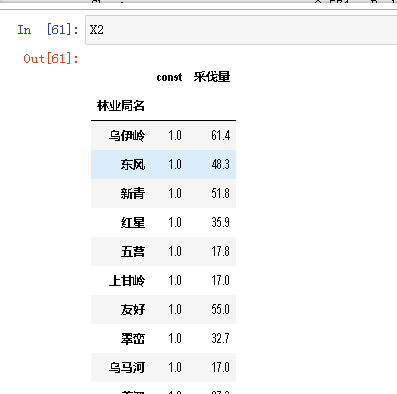 In [61]: X2
Out[61]:
const 采伐量
林业局名
乌伊岭 1.0 61.4
东风 1.0 48.3
新青 1.0 51.8
红星 1.0 35.9
五营 1.0 17.8
上甘岭 1.0 17.0
友好 1.0 55.0
翠峦 1.0 32.7
乌马河 1.0 17.0